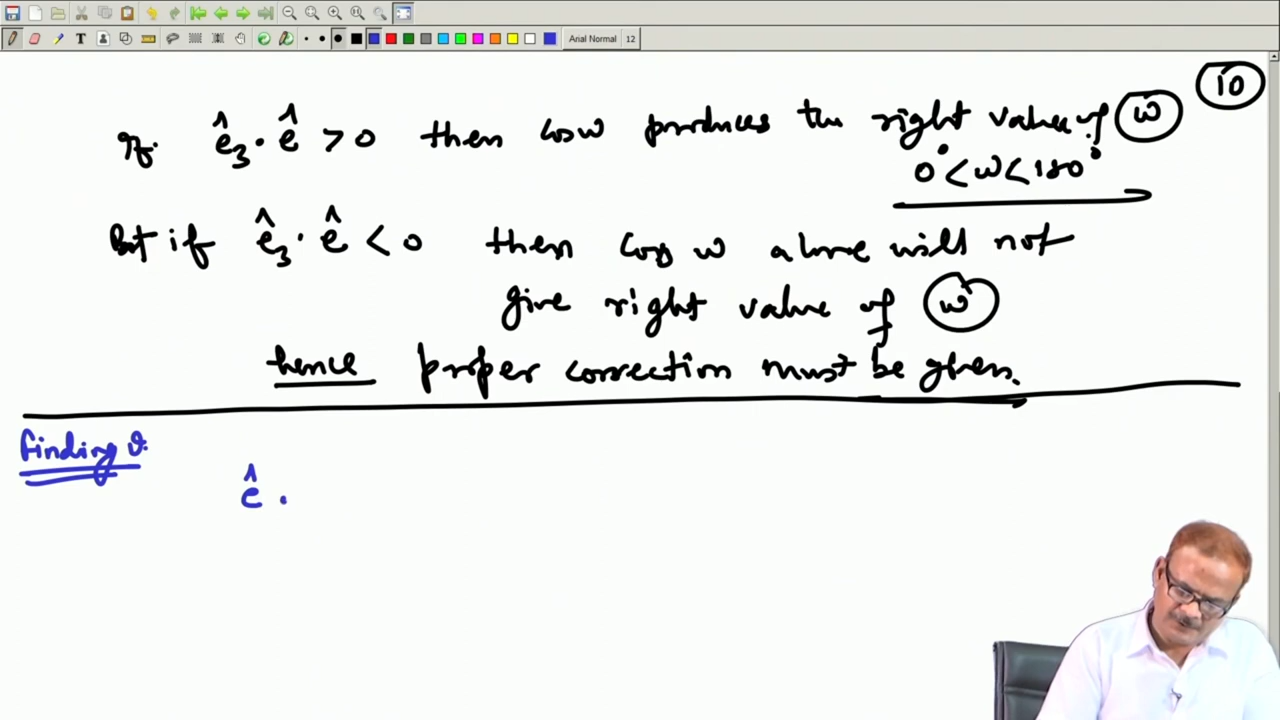 Arial Normal 12
10
If ê₃ · ê > 0 then cos ω produces the right value of ω
0° < ω < 180°
But if ê₃ · ê < 0 then cos ω alone will not
give right value of ω
hence proper correction must be given.
Finding θ.
ê ·